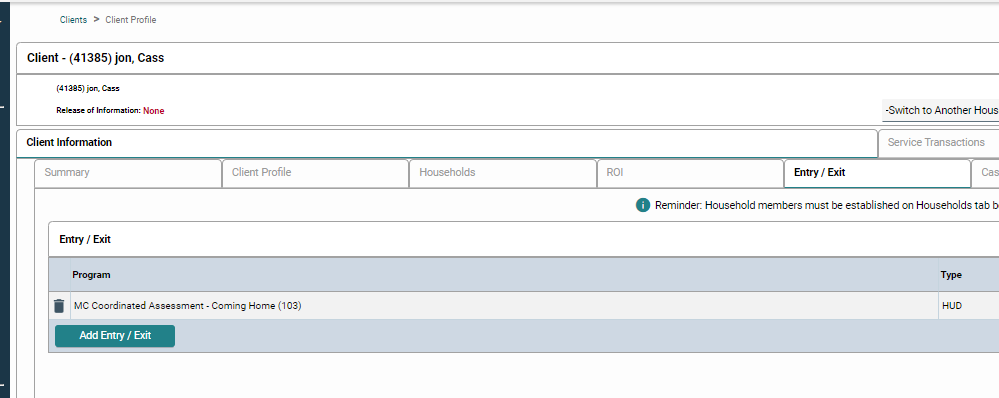 Clients > Client Profile
Client - (41385) jon, Cass
(41385) jon, Cass
Release of Information: None
-Switch to Another Hous
Client Information
Service Transactions
Summary
Client Profile
Households
ROI
Entry / Exit
Cas
Reminder: Household members must be established on Households tab b
Entry / Exit
Program
Type
MC Coordinated Assessment - Coming Home (103)
HUD
Add Entry / Exit